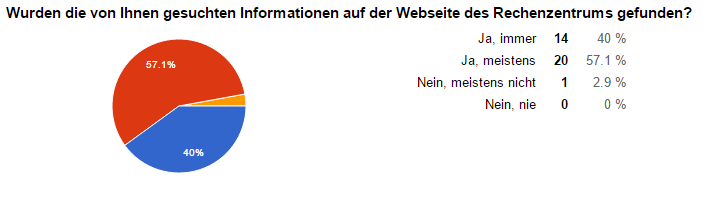 Wurden die von Ihnen gesuchten Informationen auf der Webseite des Rechenzentrums gefunden?
57.1%
40%
Ja, immer 14 40 %
Ja, meistens 20 57.1 %
Nein, meistens nicht 1 2.9 %
Nein, nie 0 0 %